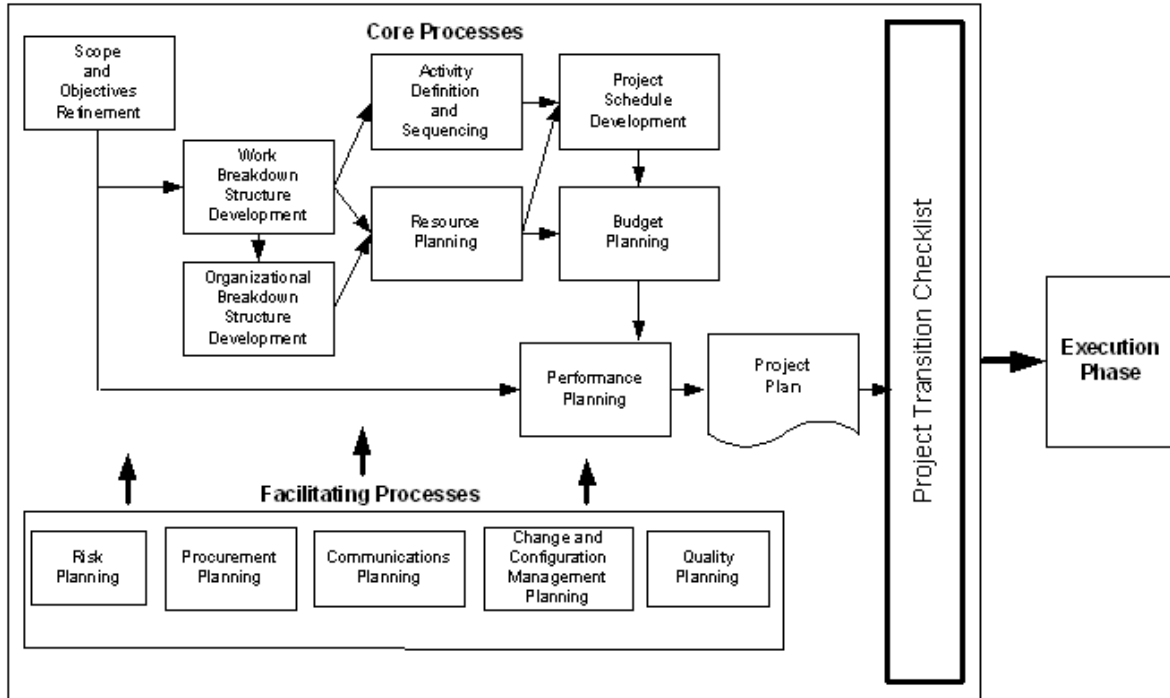 Core Processes
Scope
and
Objectives
Refinement
Activity
Definition
and
Sequencing
Project
Schedule
Development
Work
Breakdown
Structure
Development
Resource
Planning
Budget
Planning
Organizational
Breakdown
Structure
Development
Performance
Planning
Project
Plan
Project Transition Checklist
Execution
Phase
Facilitating Processes
Risk
Planning
Procurement
Planning
Communications
Planning
Change and
Configuration
Management
Planning
Quality
Planning